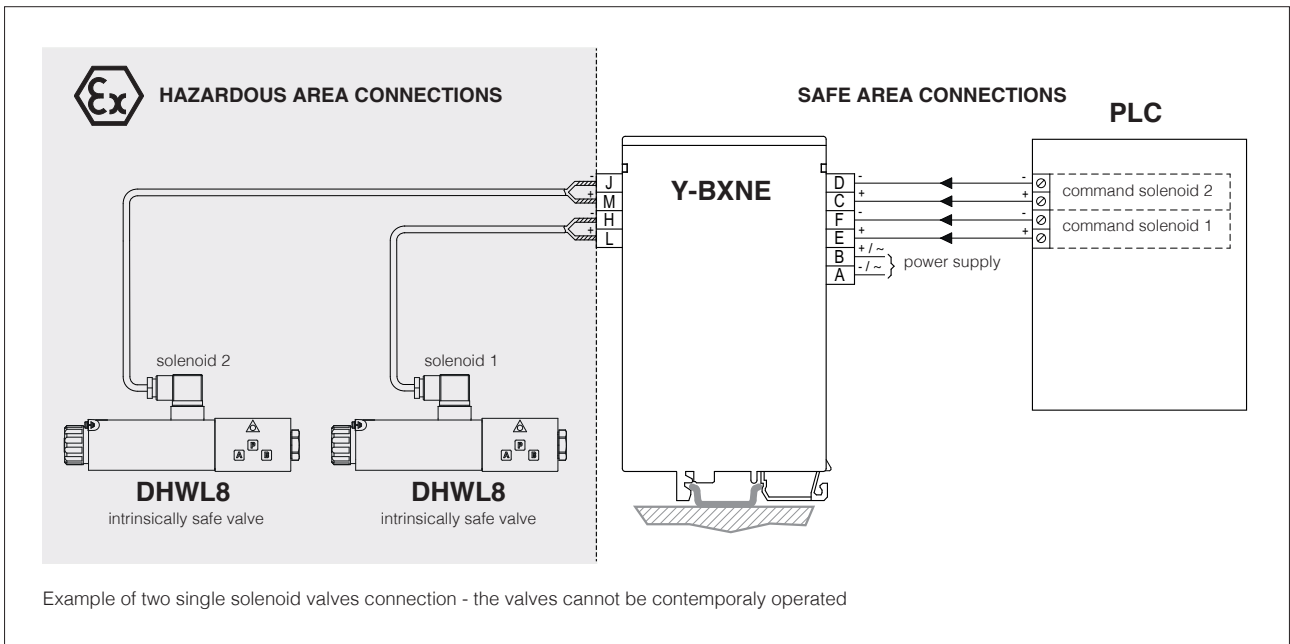 Ex
HAZARDOUS AREA CONNECTIONS
SAFE AREA CONNECTIONS
PLC
Y-BXNE
- J
+ M
- H
+ L
D - -
C + +
F - -
E + +
B + / ~
A - / ~
power supply
command solenoid 2
command solenoid 1
solenoid 2
solenoid 1
A P B
A P B
DHWL8
intrinsically safe valve
DHWL8
intrinsically safe valve
Example of two single solenoid valves connection - the valves cannot be contemporaly operated